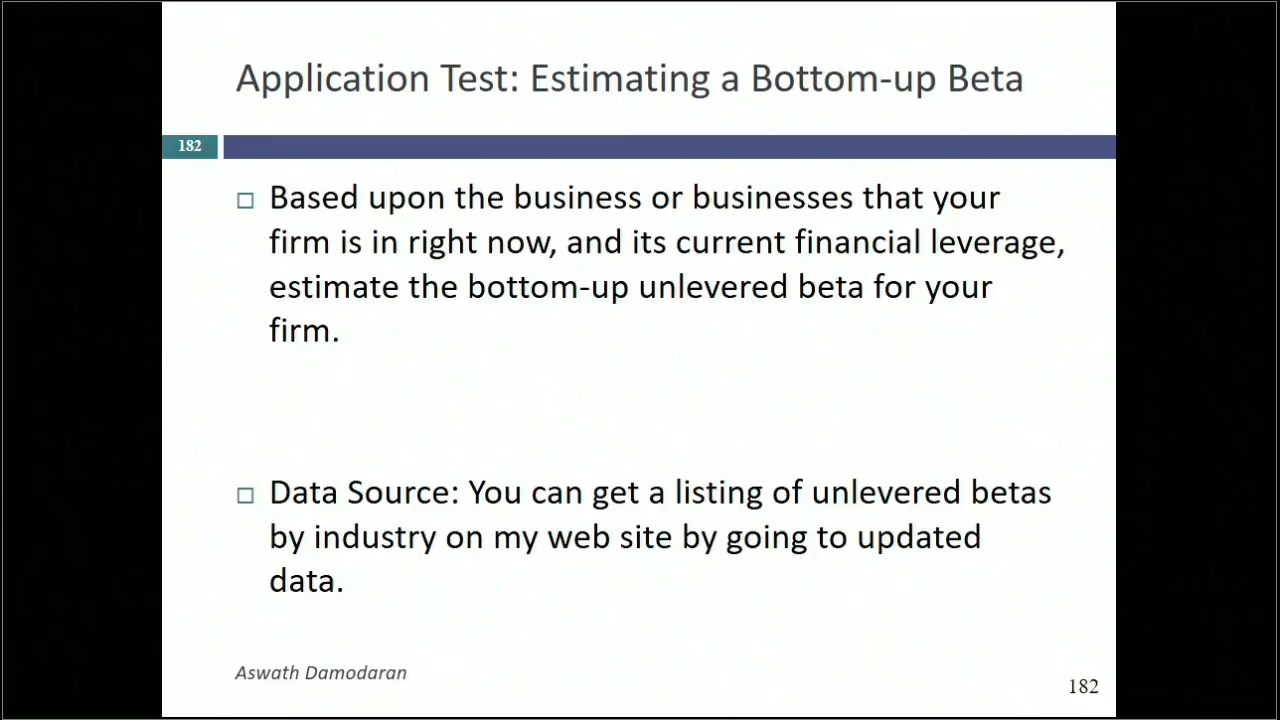 Application Test: Estimating a Bottom-up Beta
182
Based upon the business or businesses that your
firm is in right now, and its current financial leverage,
estimate the bottom-up unlevered beta for your
firm.
Data Source: You can get a listing of unlevered betas
by industry on my web site by going to updated
data.
Aswath Damodaran
182